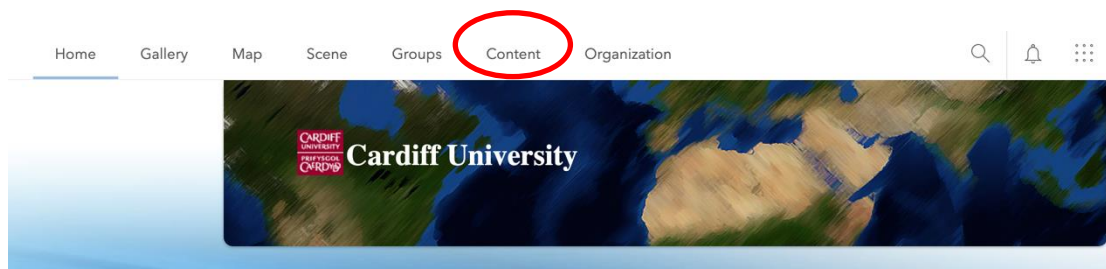 Home Gallery Map Scene Groups Content Organization
CARDIFF
UNIVERSITY
PRIFYSGOL
CAERDYDD
Cardiff University